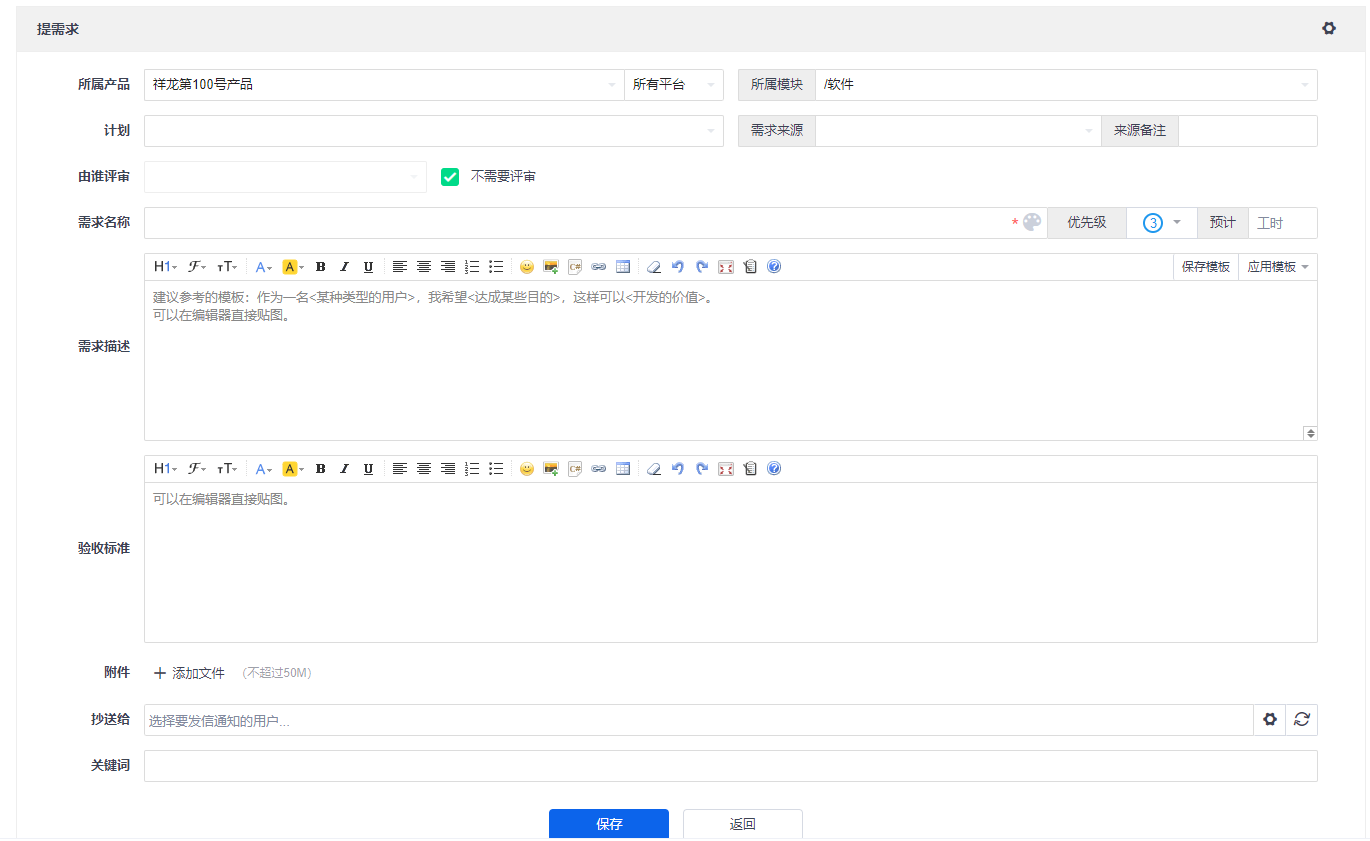 提需求
所属产品 祥龙第100号产品 所有平台 所属模块 /软件
计划 需求来源 来源备注
由谁评审 不需要评审
需求名称 * 优先级 3 预计 工时
H1 F TT A A B I U 保存模板 应用模板
需求描述
建议参考的模板：作为一名<某种类型的用户>，我希望<达成某些目的>，这样可以<开发的价值>。
可以在编辑器直接贴图。
H1 F TT A A B I U
验收标准
可以在编辑器直接贴图。
附件 + 添加文件 （不超过50M）
抄送给 选择要发信通知的用户...
关键词
保存 返回